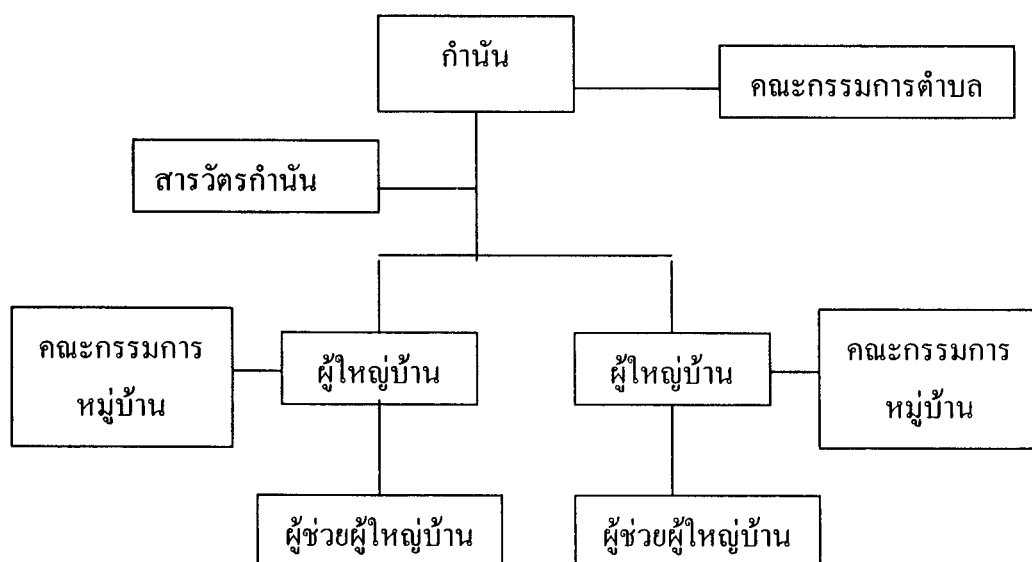 กำนัน
คณะกรรมการตำบล
สารวัตรกำนัน
คณะกรรมการ
หมู่บ้าน
ผู้ใหญ่บ้าน
ผู้ใหญ่บ้าน
คณะกรรมการ
หมู่บ้าน
ผู้ช่วยผู้ใหญ่บ้าน
ผู้ช่วยผู้ใหญ่บ้าน